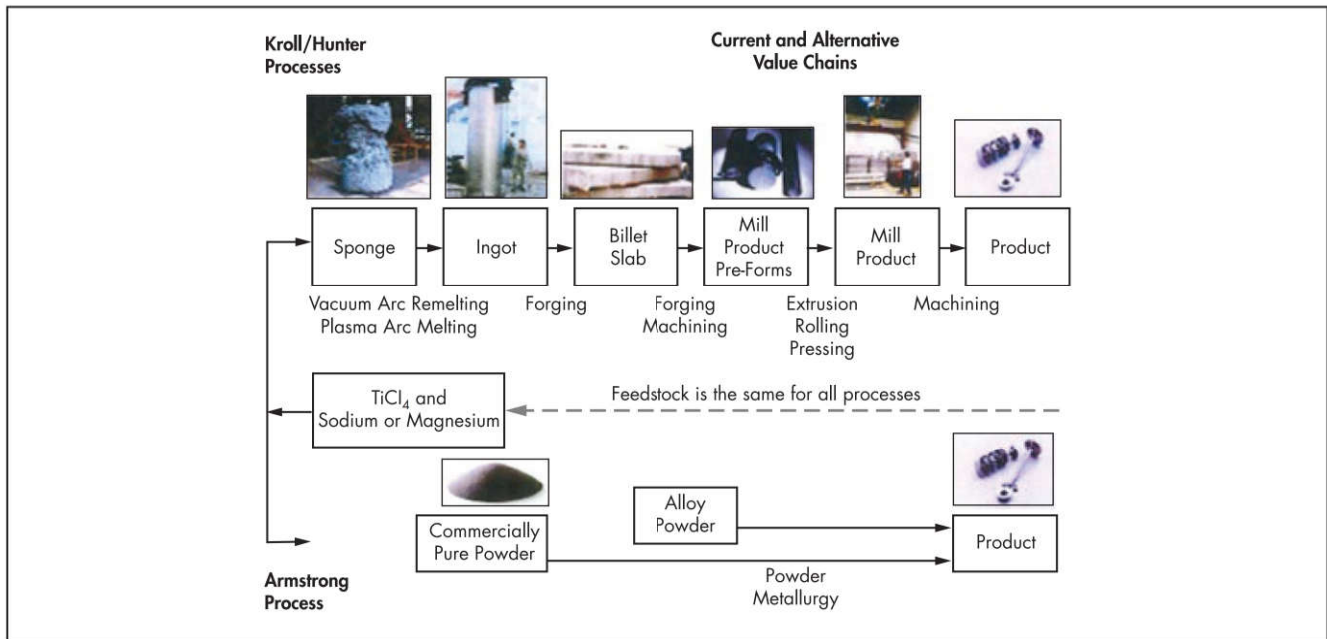 Kroll/Hunter
Processes
Current and Alternative
Value Chains
Sponge
Ingot
Billet
Slab
Mill
Product
Pre-Forms
Mill
Product
Product
Vacuum Arc Remelting
Plasma Arc Melting
Forging
Forging
Machining
Extrusion
Rolling
Pressing
Machining
TiCl₄ and
Sodium or Magnesium
Feedstock is the same for all processes
Commercially
Pure Powder
Alloy
Powder
Product
Powder
Metallurgy
Armstrong
Process